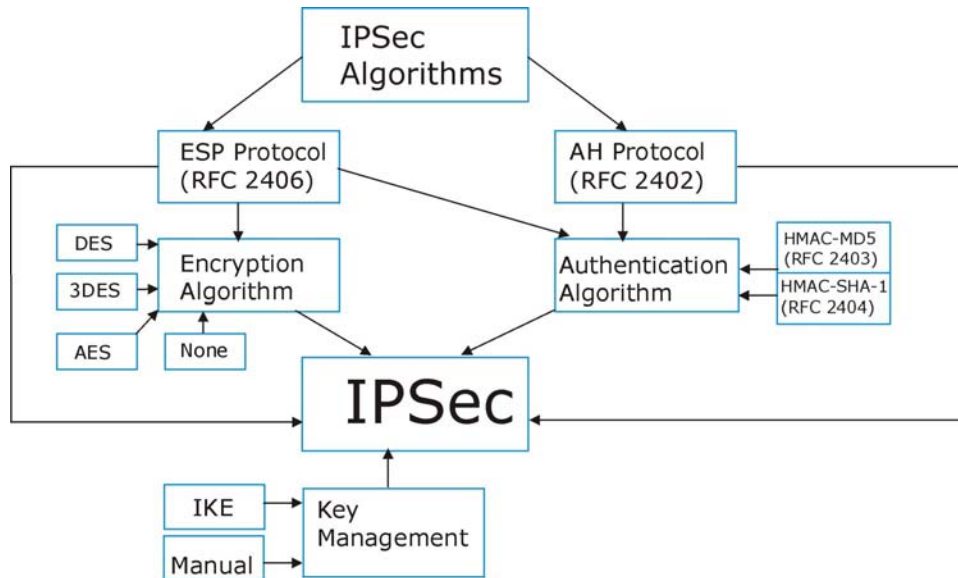 IPSec
Algorithms
ESP Protocol
(RFC 2406)
AH Protocol
(RFC 2402)
DES
3DES
AES
None
Encryption
Algorithm
Authentication
Algorithm
HMAC-MD5
(RFC 2403)
HMAC-SHA-1
(RFC 2404)
IPSec
IKE
Manual
Key
Management